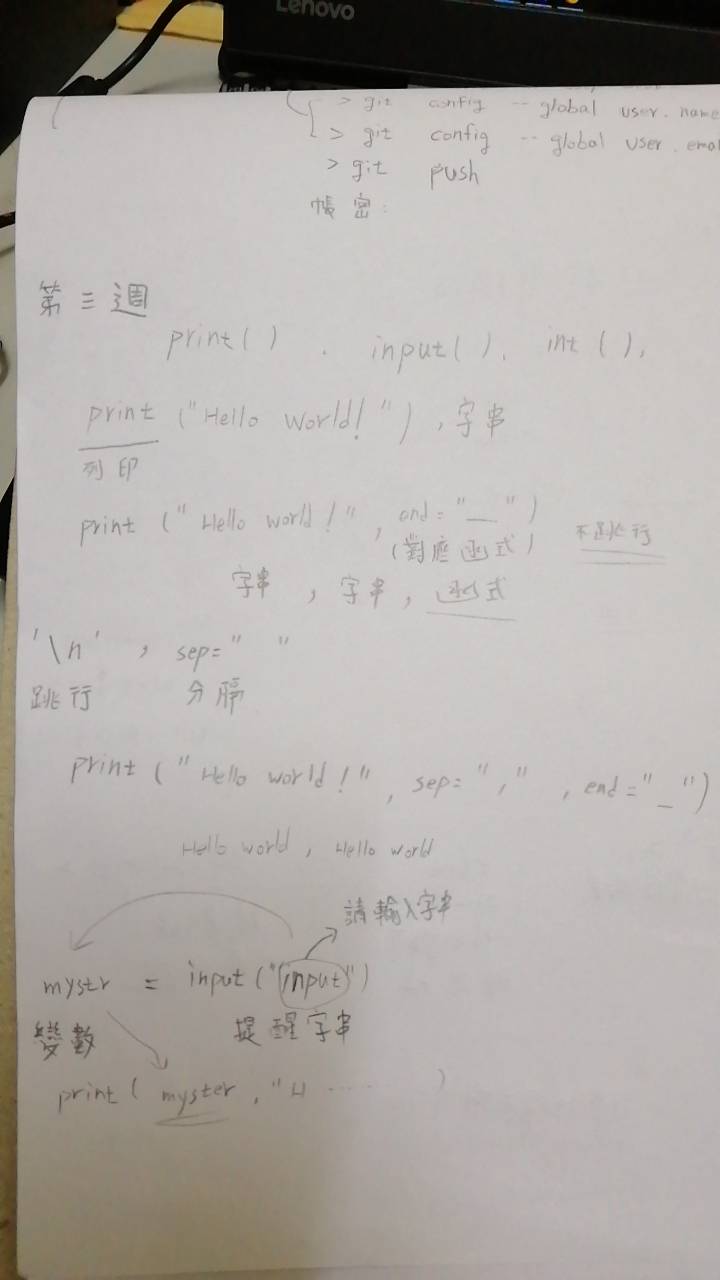 Lenovo
> git config -- global user.name
> git config -- global user.emai
> git push
帳密:
第三週
print() . input(). int().
print ("Hello World!"),字串
列印
print ("Hello world!", end="__")
(對應函式) 不跳行
字串 , 字串, 函式
'\n' , sep=" "
跳行 分隔
print ("Hello world!", sep=",", end="_")
Hello world, Hello world
請輸入字串
mystr = input("input")
變數 提醒字串
print( myster, "H ...... )